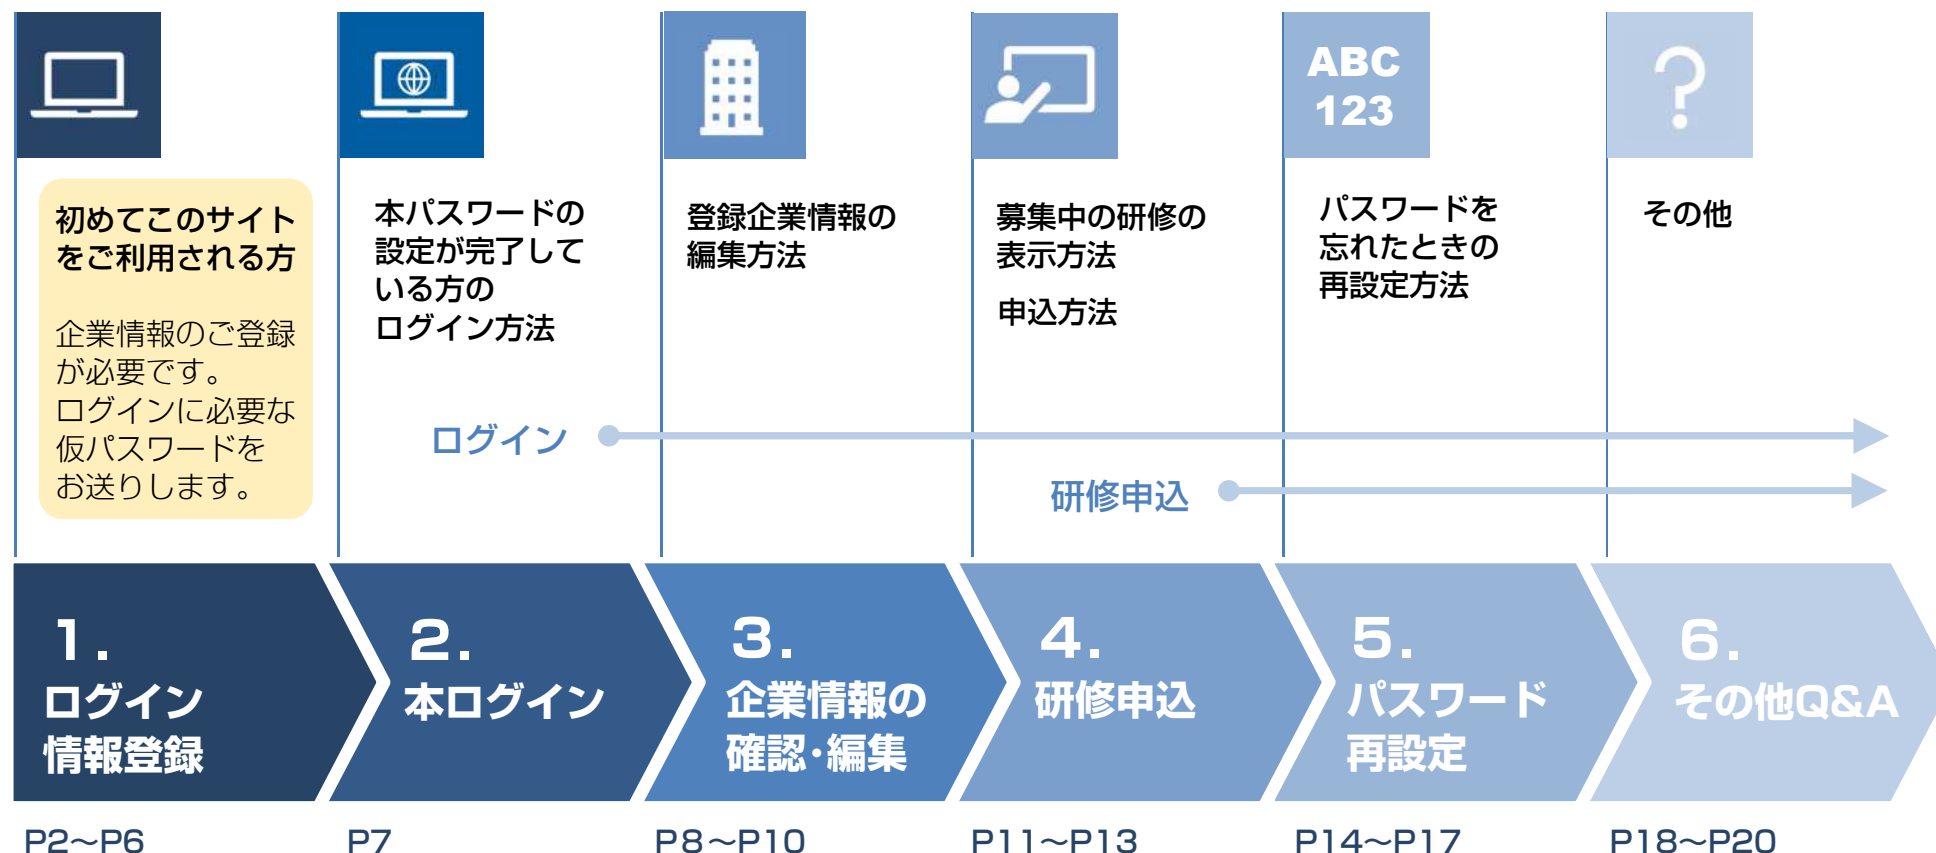 初めてこのサイト
をご利用される方
企業情報のご登録
が必要です。
ログインに必要な
仮パスワードを
お送りします。
本パスワードの
設定が完了して
いる方の
ログイン方法
登録企業情報の
編集方法
募集中の研修の
表示方法
申込方法
ABC
123
パスワードを
忘れたときの
再設定方法
?
その他
ログイン
研修申込
1.
ログイン
情報登録
2.
本ログイン
3.
企業情報の
確認・編集
4.
研修申込
5.
パスワード
再設定
6.
その他Q&A
P2～P6
P7
P8～P10
P11～P13
P14～P17
P18～P20